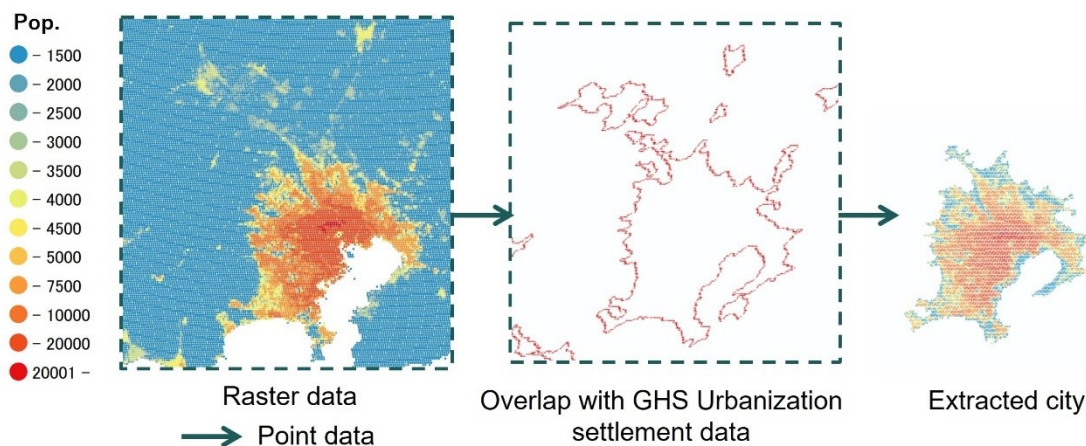 Pop.
- 1500
- 2000
- 2500
- 3000
- 3500
- 4000
- 4500
- 5000
- 7500
- 10000
- 20000
20001 -
Raster data
Point data
Overlap with GHS Urbanization
settlement data
Extracted city